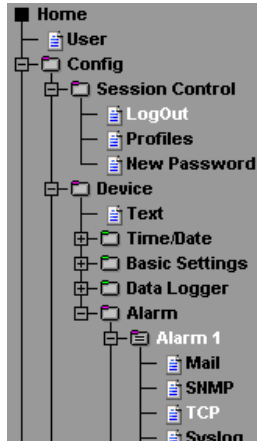 Home
User
Config
Session Control
LogOut
Profiles
New Password
Device
Text
Time/Date
Basic Settings
Data Logger
Alarm
Alarm 1
Mail
SNMP
TCP
Syslog